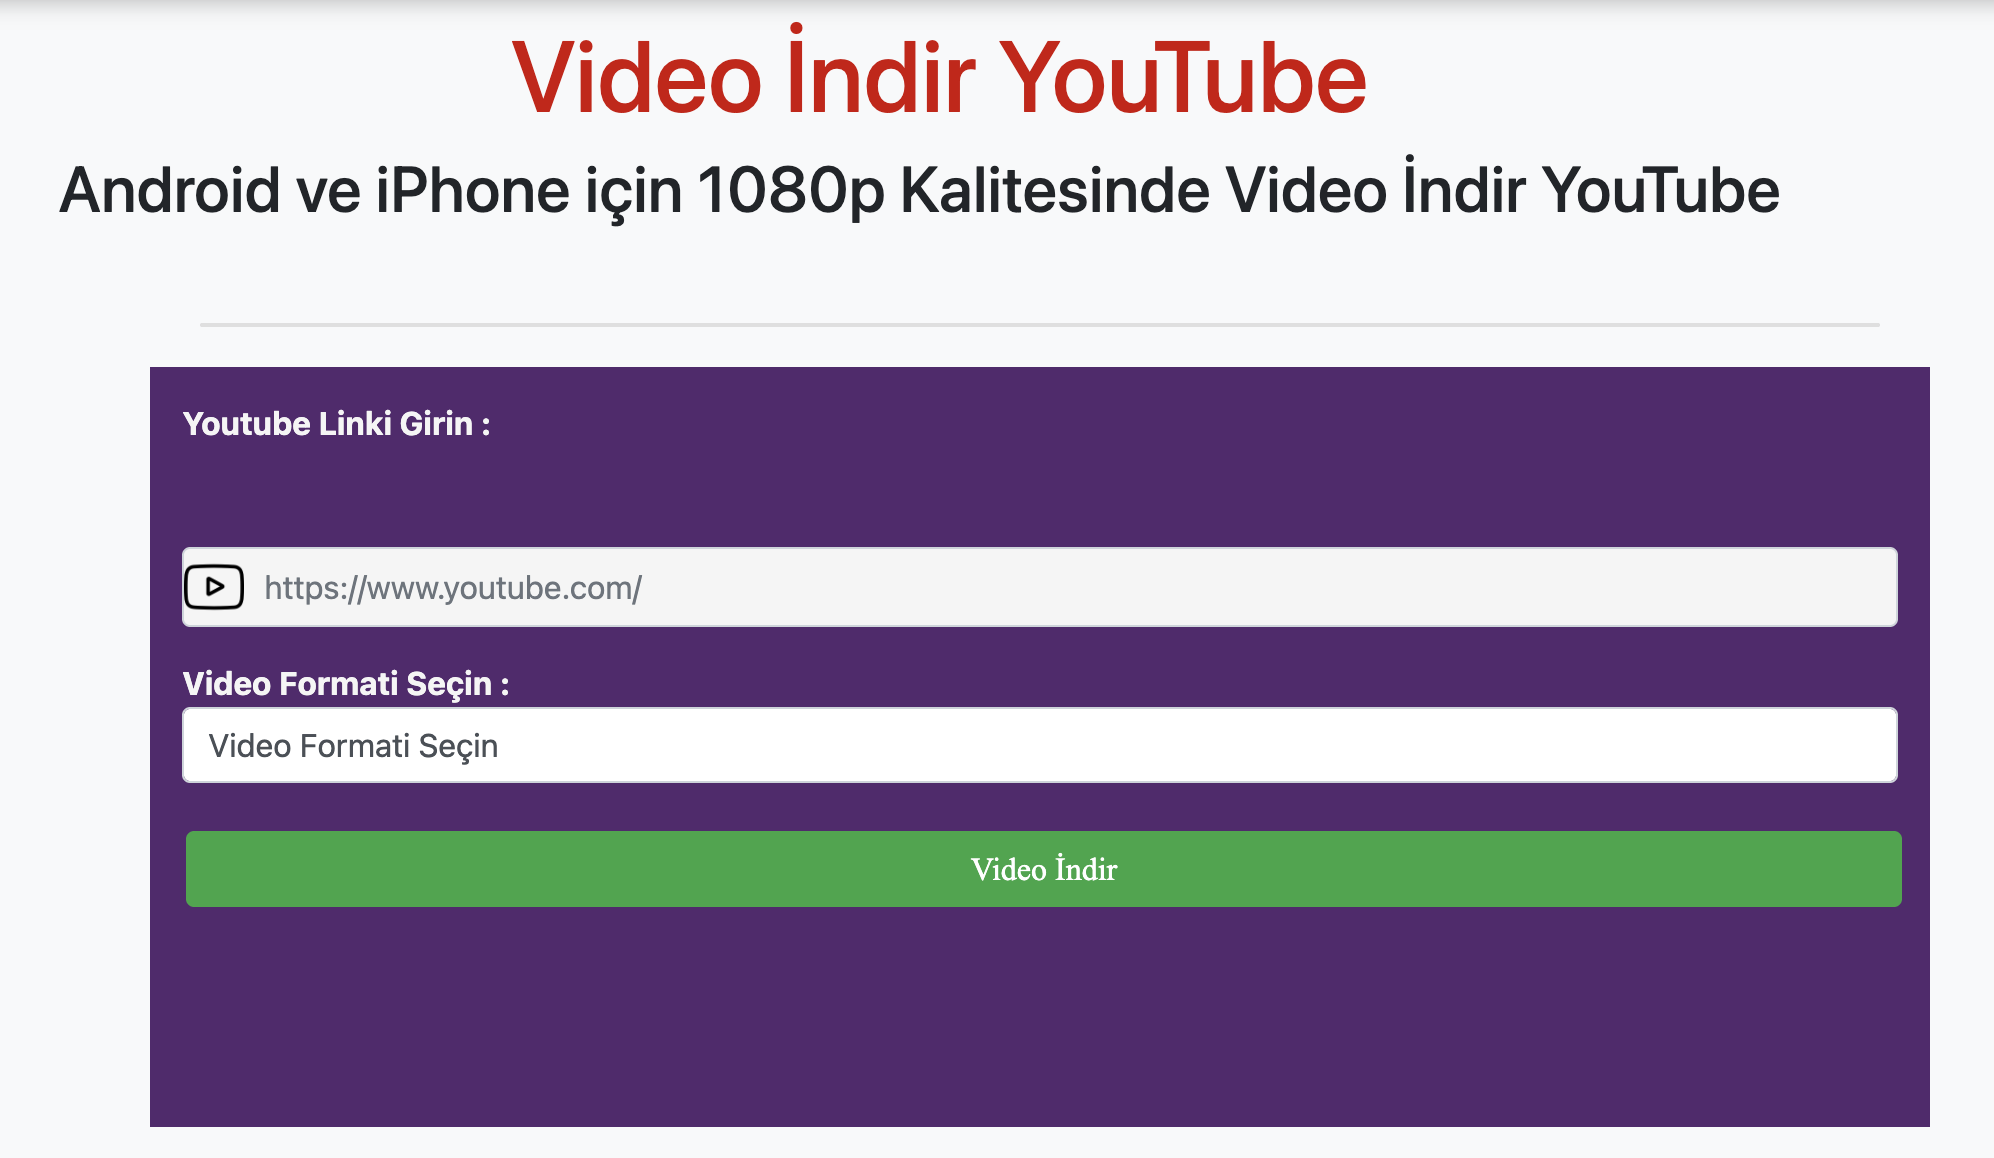 Video İndir YouTube
Android ve iPhone için 1080p Kalitesinde Video İndir YouTube
Youtube Linki Girin :
https://www.youtube.com/
Video Formati Seçin :
Video Formati Seçin
Video İndir